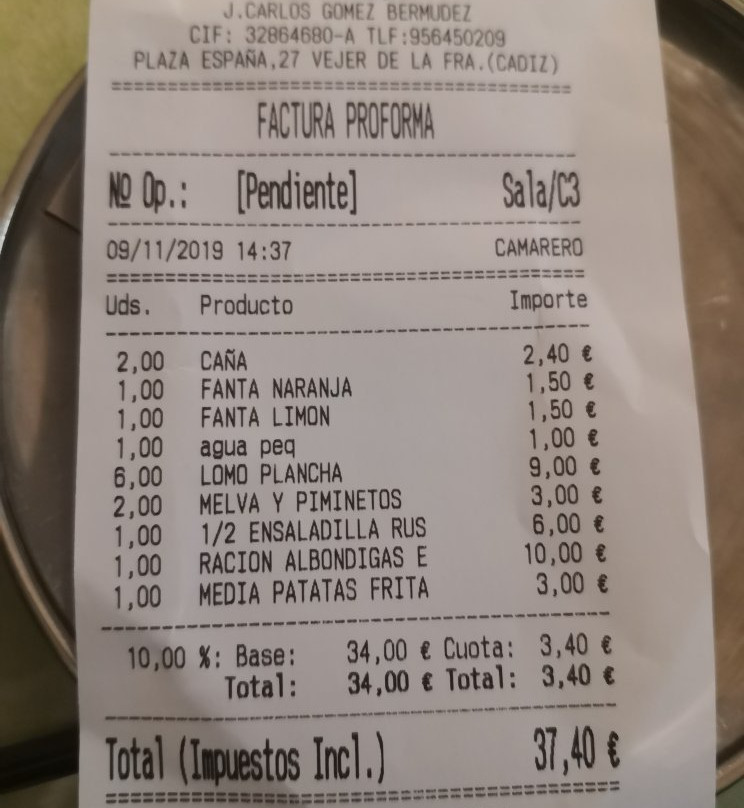 J.CARLOS GOMEZ BERMUDEZ
CIF: 32864680-A TLF:956450209
PLAZA ESPAÑA,27 VEJER DE LA FRA.(CADIZ)
FACTURA PROFORMA
Nº Op.: [Pendiente] Sala/C3
09/11/2019 14:37 CAMARERO
Uds. Producto Importe
2,00 CAÑA 2,40 €
1,00 FANTA NARANJA 1,50 €
1,00 FANTA LIMON 1,50 €
1,00 agua peq 1,00 €
6,00 LOMO PLANCHA 9,00 €
2,00 MELVA Y PIMINETOS 3,00 €
1,00 1/2 ENSALADILLA RUS 6,00 €
1,00 RACION ALBONDIGAS E 10,00 €
1,00 MEDIA PATATAS FRITA 3,00 €
10,00 %: Base: 34,00 € Cuota: 3,40 €
Total: 34,00 € Total: 3,40 €
Total (Impuestos Incl.) 37,40 €